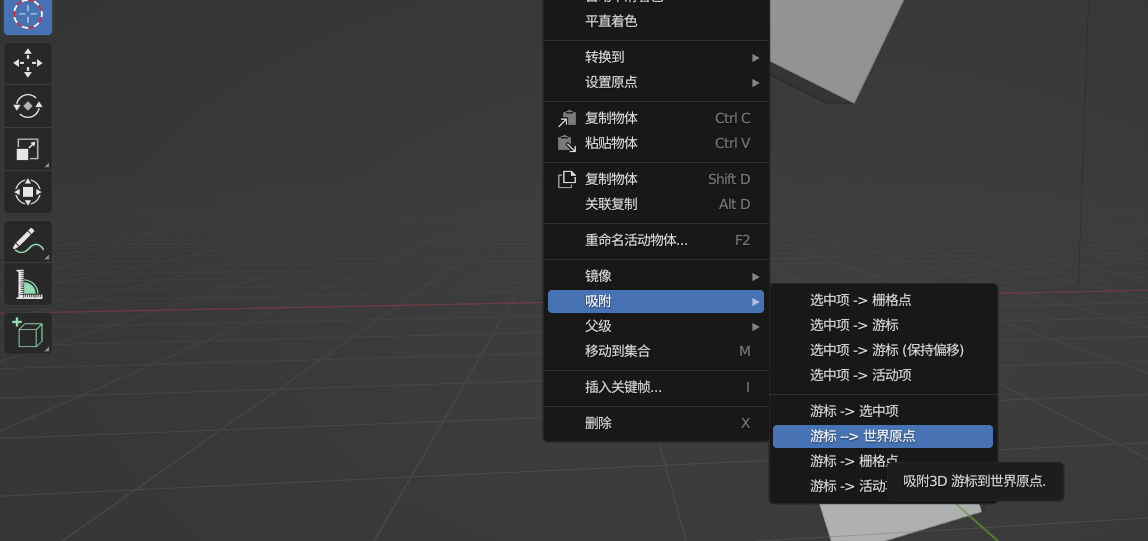 平直着色
转换到
设置原点
复制物体 Ctrl C
粘贴物体 Ctrl V
复制物体 Shift D
关联复制 Alt D
重命名活动物体... F2
镜像
吸附
父级
移动到集合 M
插入关键帧... I
删除 X
选中项 -> 栅格点
选中项 -> 游标
选中项 -> 游标 (保持偏移)
选中项 -> 活动项
游标 -> 选中项
游标 --> 世界原点
游标 -> 栅格点
游标 -> 活动
吸附3D 游标到世界原点.